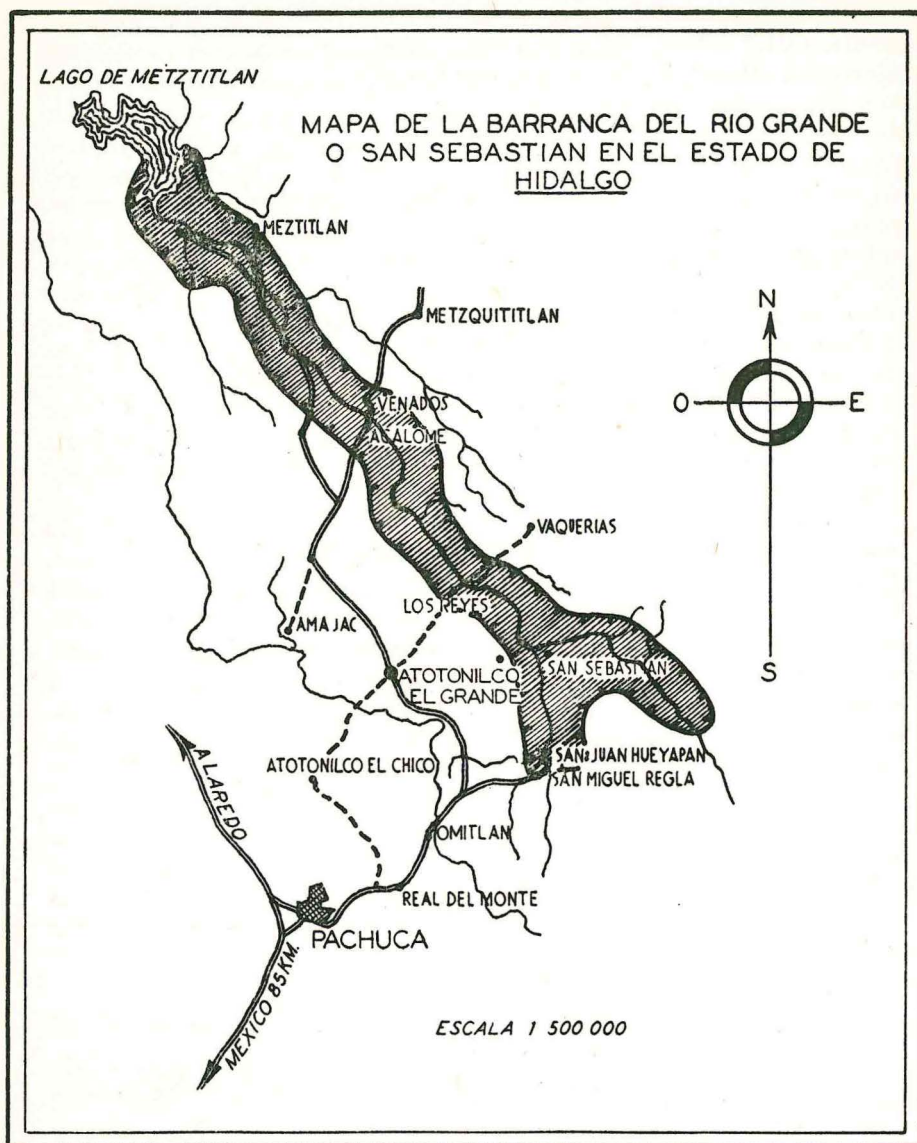 LAGO DE METZTITLAN
MAPA DE LA BARRANCA DEL RIO GRANDE
O SAN SEBASTIAN EN EL ESTADO DE
HIDALGO
MEZTITLAN
METZQUITITLAN
N
O
E
S
VENADOS
ACALOME
VAQUERIAS
LOS REYES
AMAJAC
ATOTONILCO
EL GRANDE
SAN SEBASTIAN
SAN JUAN HUEYAPAN
SAN MIGUEL REGLA
ATOTONILCO EL CHICO
A LAREDO
OMITLAN
REAL DEL MONTE
PACHUCA
MEXICO 85 KM.
ESCALA 1 500 000